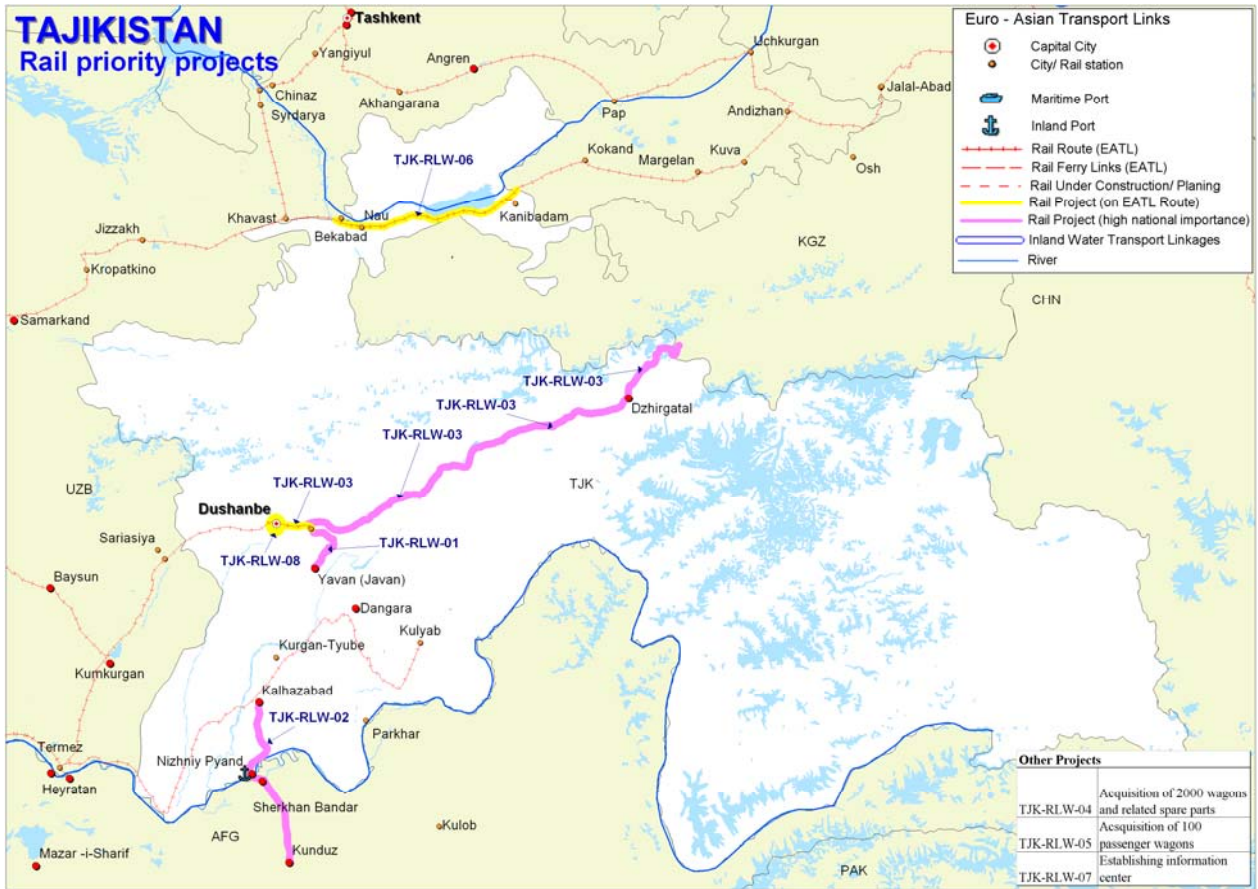 TAJIKISTAN
Rail priority projects
Euro - Asian Transport Links
Capital City
City/ Rail station
Maritime Port
Inland Port
Rail Route (EATL)
Rail Ferry Links (EATL)
Rail Under Construction/ Planing
Rail Project (on EATL Route)
Rail Project (high national importance)
Inland Water Transport Linkages
River
Tashkent
Yangiyul
Angren
Uchkurgan
Chinaz
Akhangarana
Jalal-Abad
Syrdarya
Pap
Andizhan
TJK-RLW-06
Kokand
Margelan
Kuva
Osh
Khavast
Nau
Kanibadam
Bekabad
Jizzakh
KGZ
Kropatkino
CHN
Samarkand
TJK-RLW-03
Dzhirgatal
TJK-RLW-03
TJK-RLW-03
UZB
TJK-RLW-03
TJK
Dushanbe
Sariasiya
TJK-RLW-01
TJK-RLW-08
Yavan (Javan)
Baysun
Dangara
Kulyab
Kurgan-Tyube
Kumkurgan
Kalhazabad
TJK-RLW-02
Parkhar
Termez
Nizhniy Pyand
Heyratan
Sherkhan Bandar
AFG
Kulob
Mazar -i-Sharif
Kunduz
PAK
Other Projects
TJK-RLW-04 Acquisition of 2000 wagons
and related spare parts
TJK-RLW-05 Acsquisition of 100
passenger wagons
TJK-RLW-07 Establishing information
center